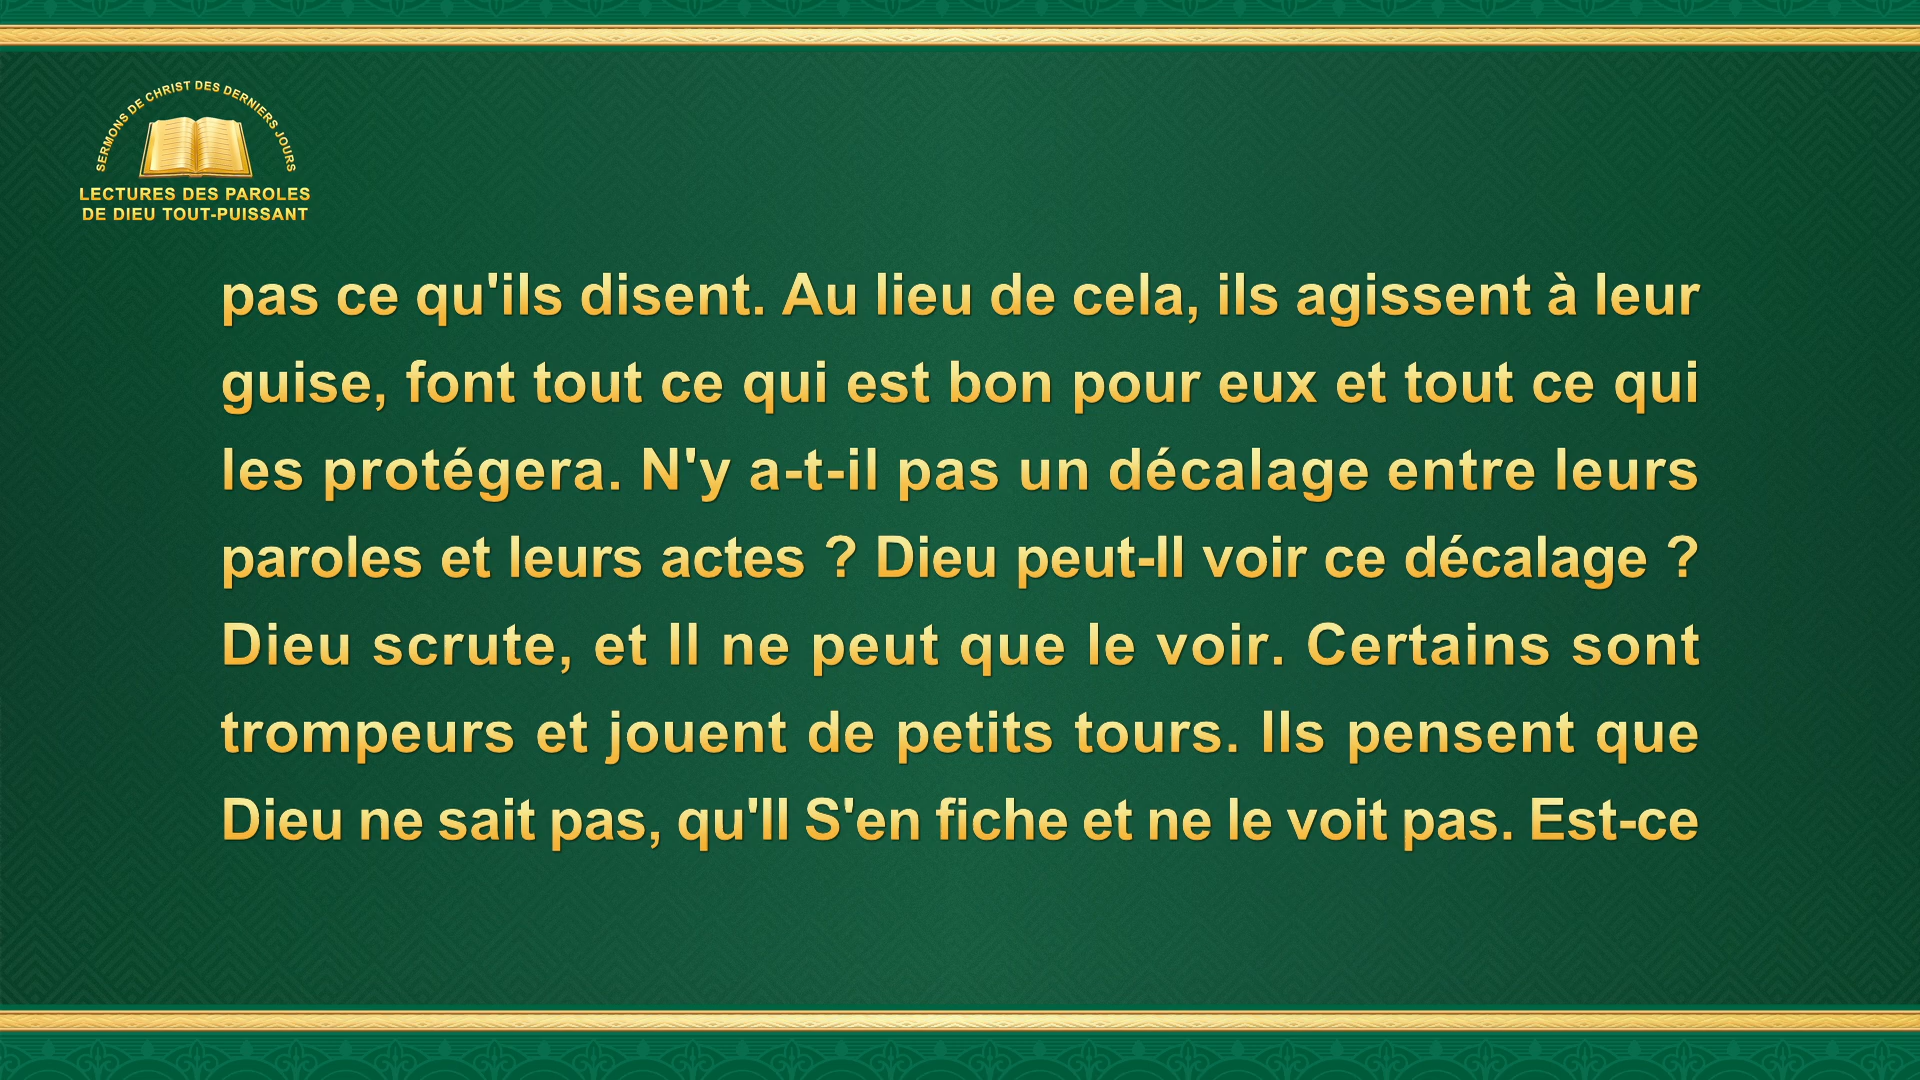 SERMONS DE CHRIST DES DERNIERS JOURS
LECTURES DES PAROLES
DE DIEU TOUT-PUISSANT
pas ce qu'ils disent. Au lieu de cela, ils agissent à leur
guise, font tout ce qui est bon pour eux et tout ce qui
les protégera. N'y a-t-il pas un décalage entre leurs
paroles et leurs actes ? Dieu peut-Il voir ce décalage ?
Dieu scrute, et Il ne peut que le voir. Certains sont
trompeurs et jouent de petits tours. Ils pensent que
Dieu ne sait pas, qu'Il S'en fiche et ne le voit pas. Est-ce